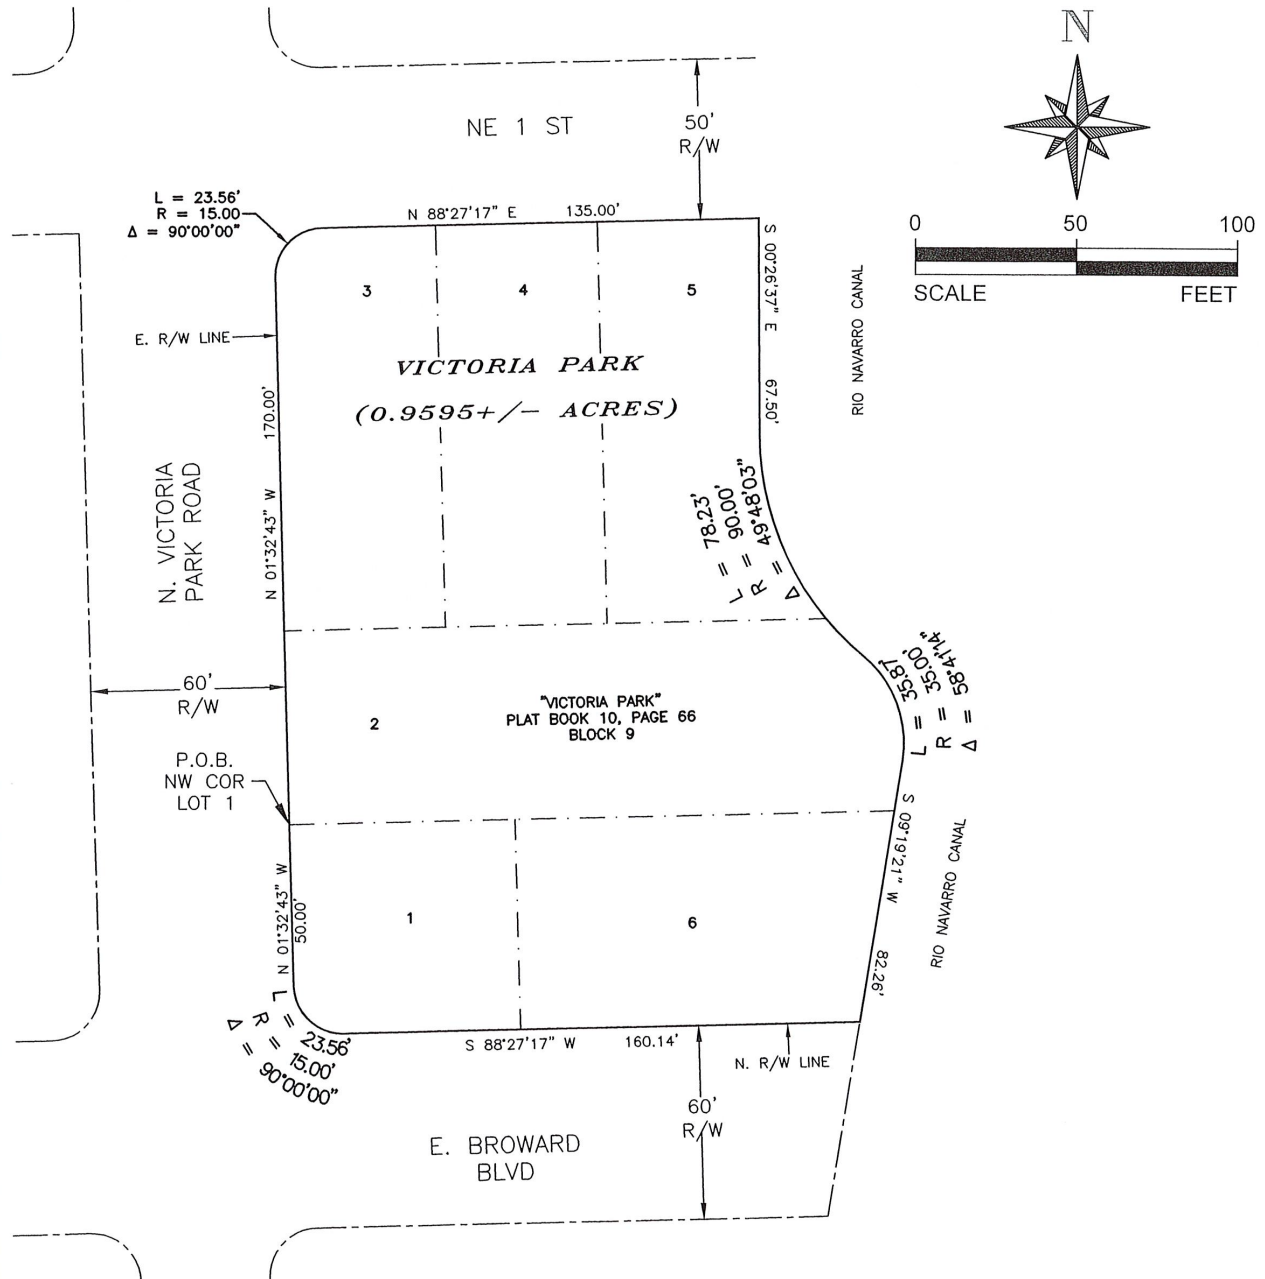 N
NE 1 ST
50'
R/W
L = 23.56'
R = 15.00
Δ = 90°00'00"
N 88°27'17" E 135.00'
0 50 100
SCALE FEET
S 00°26'37" E 67.50'
RIO NAVARRO CANAL
3
4
5
E. R/W LINE
VICTORIA PARK
(0.9595+/- ACRES)
N 01°32'43" W 170.00'
N. VICTORIA
PARK ROAD
L = 78.23'
R = 90.00'
Δ = 49°48'03"
L = 35.87'
R = 35.00'
Δ = 58°41'14"
60'
R/W
"VICTORIA PARK"
PLAT BOOK 10, PAGE 66
BLOCK 9
2
P.O.B.
NW COR
LOT 1
S 09°19'21" W 82.26'
RIO NAVARRO CANAL
N 01°32'43" W
50.00'
1
6
L = 23.56'
R = 15.00'
Δ = 90°00'00"
S 88°27'17" W 160.14'
N. R/W LINE
60'
R/W
E. BROWARD
BLVD